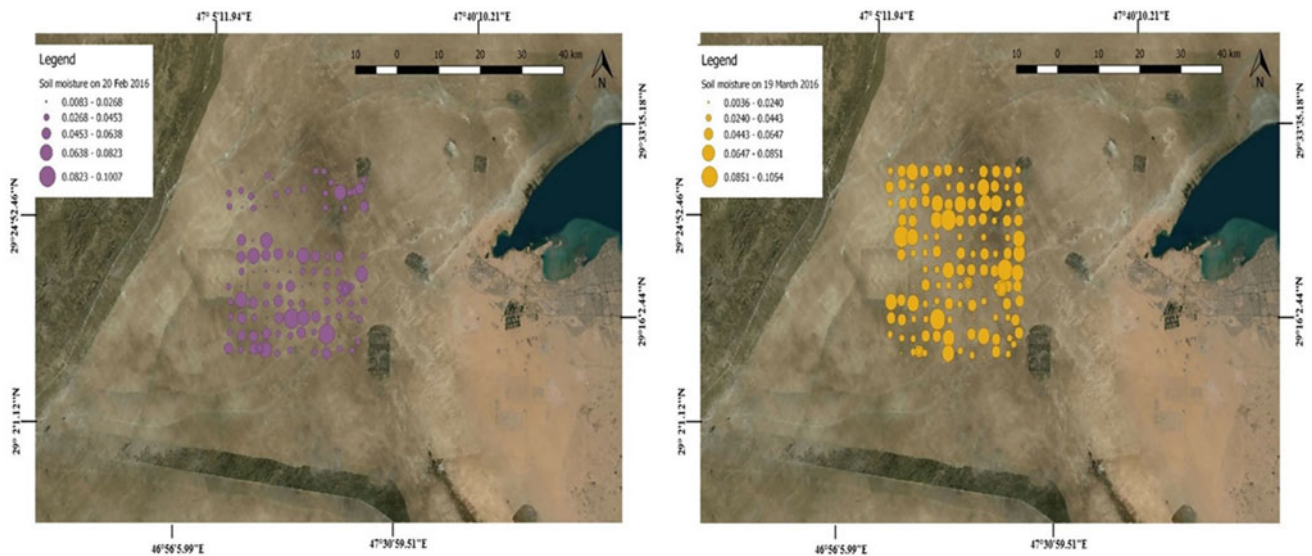 47° 5'11.94"E
47°40'10.21"E
Legend
Soil moisture on 20 Feb 2016
0.0083 - 0.0268
0.0268 - 0.0453
0.0453 - 0.0638
0.0638 - 0.0823
0.0823 - 0.1007
10 0 10 20 30 40 km
N
29°33'35.18"N
29°24'52.46"N
29°16'2.44"N
29° 2'1.12"N
46°56'5.99"E
47°30'59.51"E
47° 5'11.94"E
47°40'10.21"E
Legend
Soil moisture on 19 March 2016
0.0036 - 0.0240
0.0240 - 0.0443
0.0443 - 0.0647
0.0647 - 0.0851
0.0851 - 0.1054
10 0 10 20 30 40 km
N
29°33'35.18"N
29°24'52.46"N
29°16'2.44"N
29° 2'1.12"N
46°56'5.99"E
47°30'59.51"E